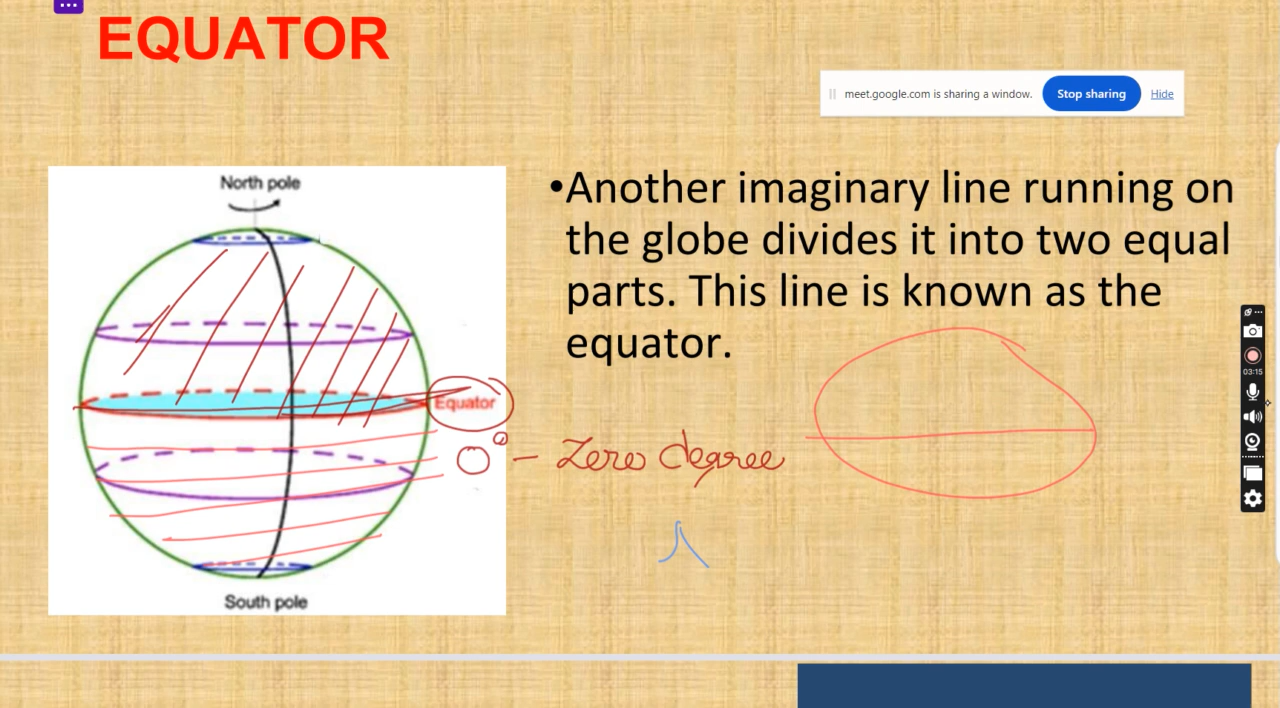 EQUATOR
meet.google.com is sharing a window. Stop sharing Hide
North pole
•Another imaginary line running on
the globe divides it into two equal
parts. This line is known as the
equator.
Equator
0° – Zero degree
South pole
03:15